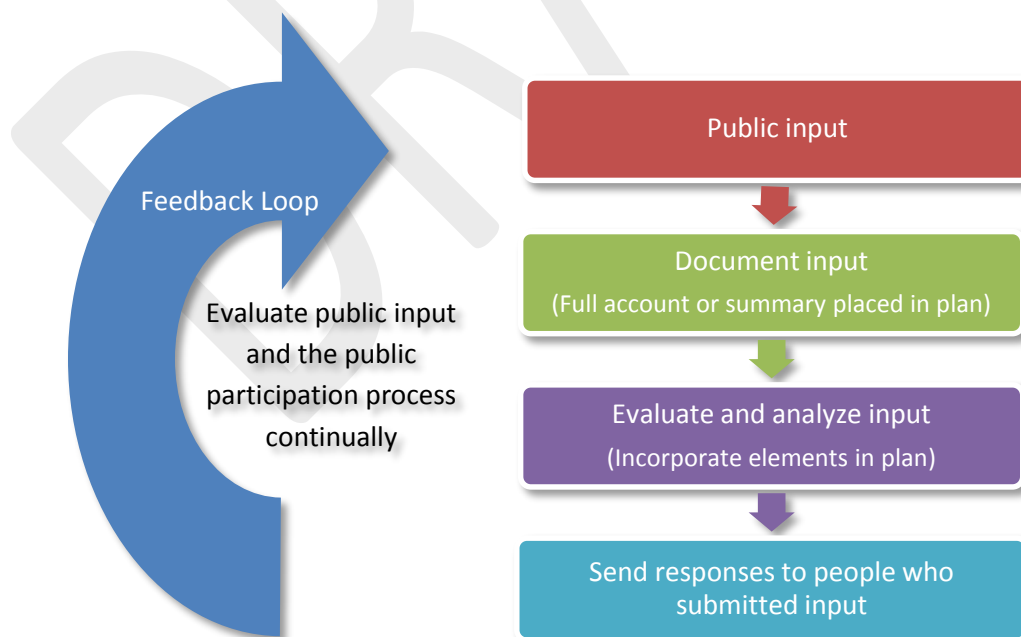 Feedback Loop
Evaluate public input
and the public
participation process
continually
Public input
Document input
(Full account or summary placed in plan)
Evaluate and analyze input
(Incorporate elements in plan)
Send responses to people who
submitted input